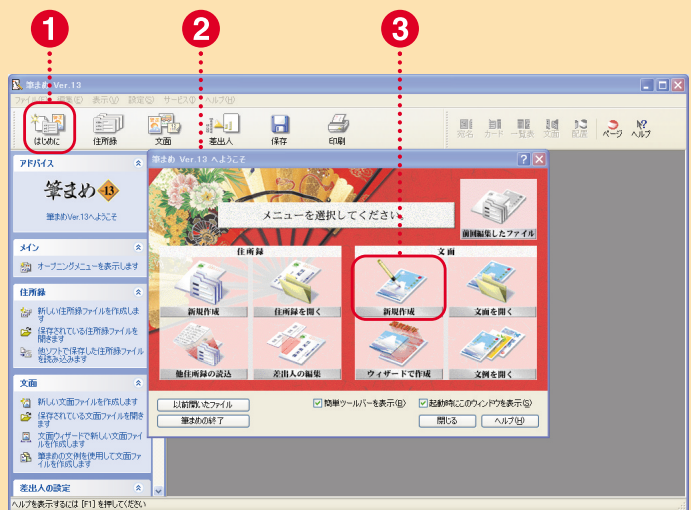 1
2
3
筆まめ Ver.13
ファイル(F) 編集(E) 表示(V) 設定(S) サービス(I) ヘルプ(H)
はじめに
住所録
文面
差出人
保存
印刷
宛名
カード
一覧表
文面
配置
ページ
ヘルプ
アドバイス
筆まめ 13
筆まめVer.13へようこそ
メイン
オープニングメニューを表示します
住所録
新しい住所録ファイルを作成しま
す
保存されている住所録ファイルを
開きます
他ソフトで保存した住所録ファイル
を読み込みます
文面
新しい文面ファイルを作成します
保存されている文面ファイルを開き
ます
文面ウィザードで新しい文面ファイ
ルを作成します
筆まめの文例を使用して文面ファ
イルを作成します
差出人の設定
筆まめ Ver.13 へようこそ
メニューを選択してください。
前回編集したファイル
住所録
文面
新規作成
住所録を開く
新規作成
文面を開く
他住所録の読込
差出人の編集
ウィザードで作成
文例を開く
以前開いたファイル
簡単ツールバーを表示(B)
起動時にこのウィンドウを表示(S)
筆まめの終了
閉じる
ヘルプ(H)
ヘルプを表示するには [F1] を押してください